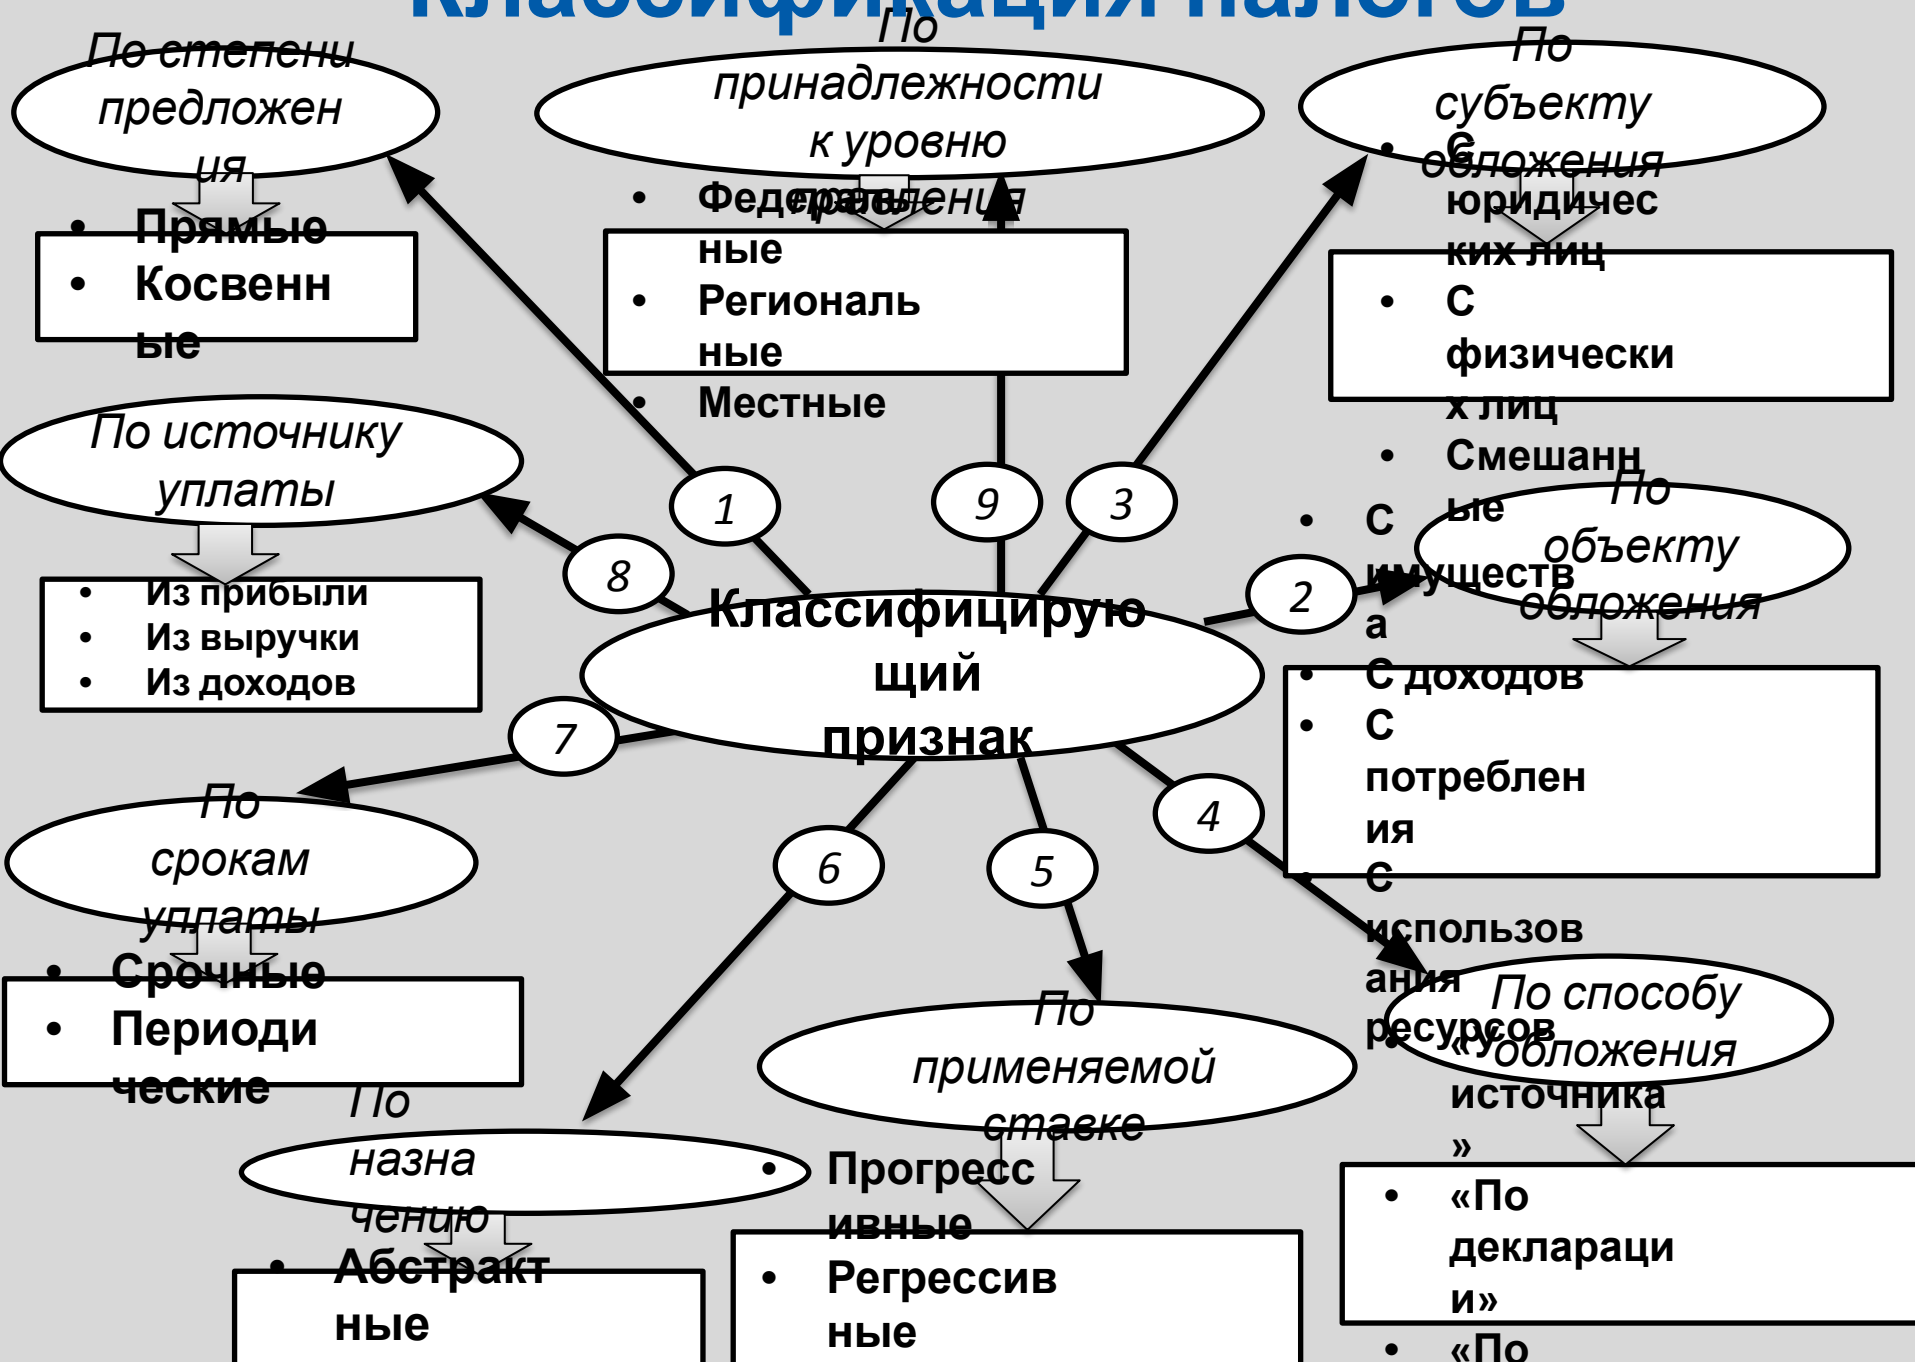 Классификация налогов
По степени
предложен
ия
• Прямые
• Косвенн
ые
По
принадлежности
к уровню
правления
• Федераль
ные
• Региональ
ные
• Местные
По
субъекту
обложения
• С
юридичес
ких лиц
• С
физически
х лиц
• Смешанн
ые
По источнику
уплаты
• Из прибыли
• Из выручки
• Из доходов
1
9
3
8
2
Классифицирую
щий
признак
По
объекту
обложения
• С
имуществ
а
• С доходов
• С
потреблен
ия
• С
использов
ания
ресурсов
7
6
5
4
По
срокам
уплаты
• Срочные
• Периоди
ческие
По
назна
чению
• Абстракт
ные
По
применяемой
ставке
• Прогресс
ивные
• Регрессив
ные
По способу
обложения
• «У
источника
»
• «По
деклараци
и»
• «По